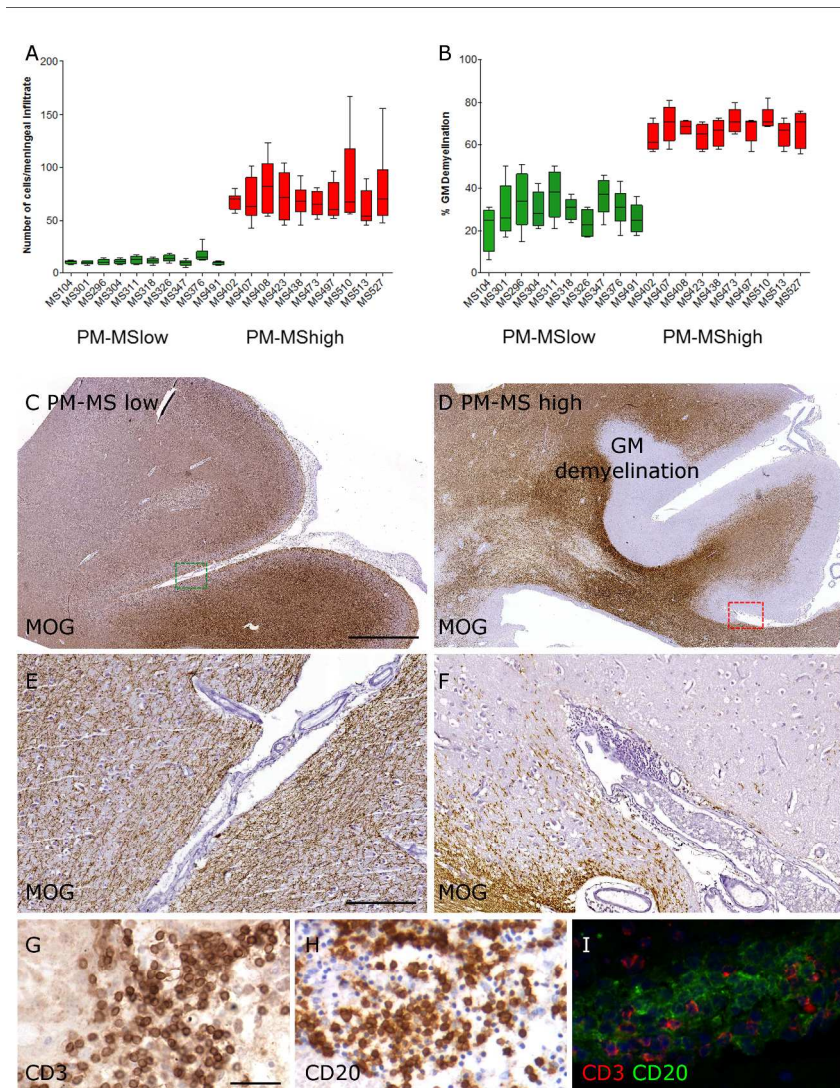 A
Number of cells/meningeal infiltrate
200
150
100
50
0
MS104
MS301
MS296
MS304
MS311
MS318
MS326
MS347
MS376
MS491
MS402
MS407
MS408
MS423
MS438
MS473
MS497
MS510
MS513
MS527
PM-MSlow
PM-MShigh
B
% GM Demyelination
100
80
60
40
20
0
MS104
MS301
MS296
MS304
MS311
MS318
MS326
MS347
MS376
MS491
MS402
MS407
MS408
MS423
MS438
MS473
MS497
MS510
MS513
MS527
PM-MSlow
PM-MShigh
C PM-MS low
MOG
D PM-MS high
GM
demyelination
MOG
E
MOG
F
MOG
G
CD3
H
CD20
I
CD3 CD20